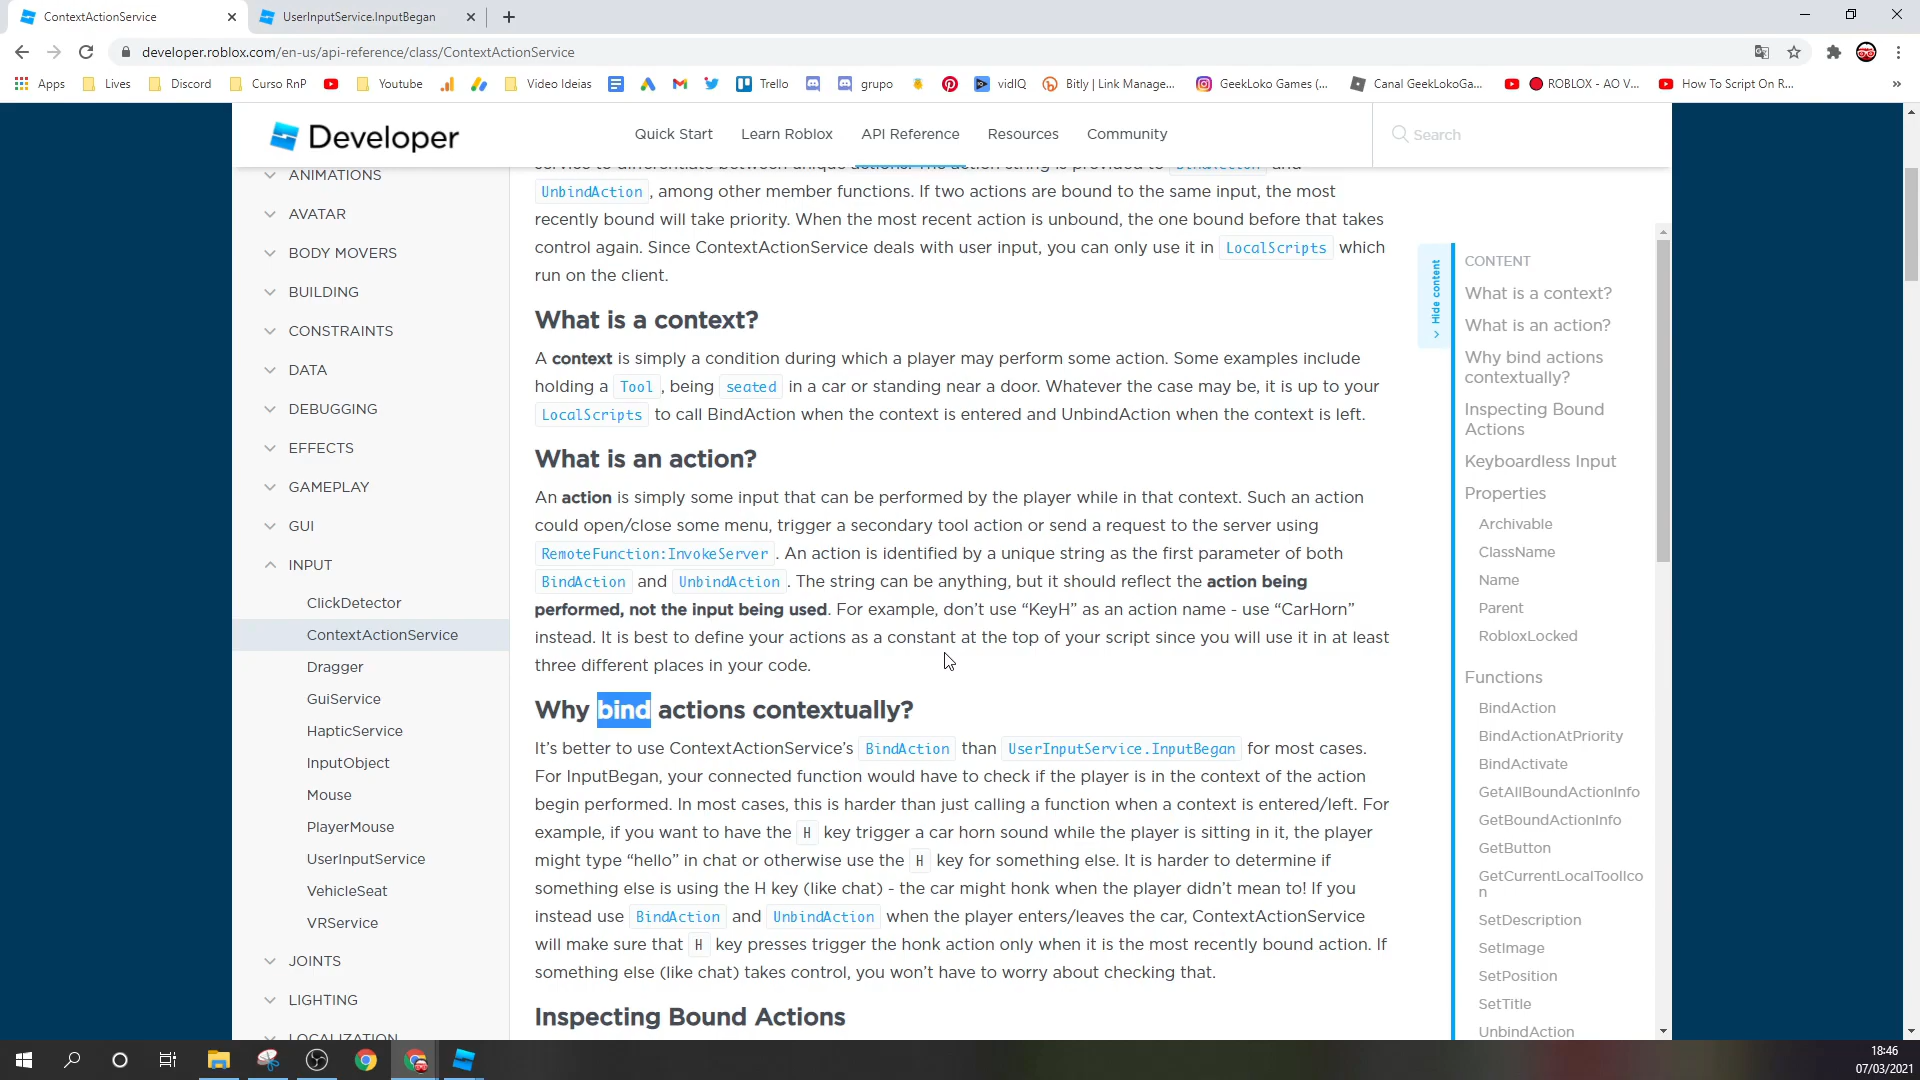 ContextActionService
UserInputService.InputBegan
developer.roblox.com/en-us/api-reference/class/ContextActionService
Apps
Lives
Discord
Curso RnP
Youtube
Video Ideias
Trello
grupo
vidIQ
Bitly | Link Manage...
GeekLoko Games (...
Canal GeekLokoGa...
ROBLOX - AO V...
How To Script On R...
Developer
Quick Start
Learn Roblox
API Reference
Resources
Community
Search
ANIMATIONS
AVATAR
BODY MOVERS
BUILDING
CONSTRAINTS
DATA
DEBUGGING
EFFECTS
GAMEPLAY
GUI
INPUT
ClickDetector
ContextActionService
Dragger
GuiService
HapticService
InputObject
Mouse
PlayerMouse
UserInputService
VehicleSeat
VRService
JOINTS
LIGHTING
LOCALIZATION
service to differentiate between unique actions. The action string is provided to BindAction and
UnbindAction , among other member functions. If two actions are bound to the same input, the most
recently bound will take priority. When the most recent action is unbound, the one bound before that takes
control again. Since ContextActionService deals with user input, you can only use it in LocalScripts which
run on the client.
What is a context?
A context is simply a condition during which a player may perform some action. Some examples include
holding a Tool , being seated in a car or standing near a door. Whatever the case may be, it is up to your
LocalScripts to call BindAction when the context is entered and UnbindAction when the context is left.
What is an action?
An action is simply some input that can be performed by the player while in that context. Such an action
could open/close some menu, trigger a secondary tool action or send a request to the server using
RemoteFunction:InvokeServer . An action is identified by a unique string as the first parameter of both
BindAction and UnbindAction . The string can be anything, but it should reflect the action being
performed, not the input being used. For example, don’t use “KeyH” as an action name - use “CarHorn”
instead. It is best to define your actions as a constant at the top of your script since you will use it in at least
three different places in your code.
Why bind actions contextually?
It’s better to use ContextActionService’s BindAction than UserInputService.InputBegan for most cases.
For InputBegan, your connected function would have to check if the player is in the context of the action
begin performed. In most cases, this is harder than just calling a function when a context is entered/left. For
example, if you want to have the H key trigger a car horn sound while the player is sitting in it, the player
might type “hello” in chat or otherwise use the H key for something else. It is harder to determine if
something else is using the H key (like chat) - the car might honk when the player didn’t mean to! If you
instead use BindAction and UnbindAction when the player enters/leaves the car, ContextActionService
will make sure that H key presses trigger the honk action only when it is the most recently bound action. If
something else (like chat) takes control, you won’t have to worry about checking that.
Inspecting Bound Actions
Hide content
CONTENT
What is a context?
What is an action?
Why bind actions
contextually?
Inspecting Bound
Actions
Keyboardless Input
Properties
Archivable
ClassName
Name
Parent
RobloxLocked
Functions
BindAction
BindActionAtPriority
BindActivate
GetAllBoundActionInfo
GetBoundActionInfo
GetButton
GetCurrentLocalToolIco
n
SetDescription
SetImage
SetPosition
SetTitle
UnbindAction
18:46
07/03/2021